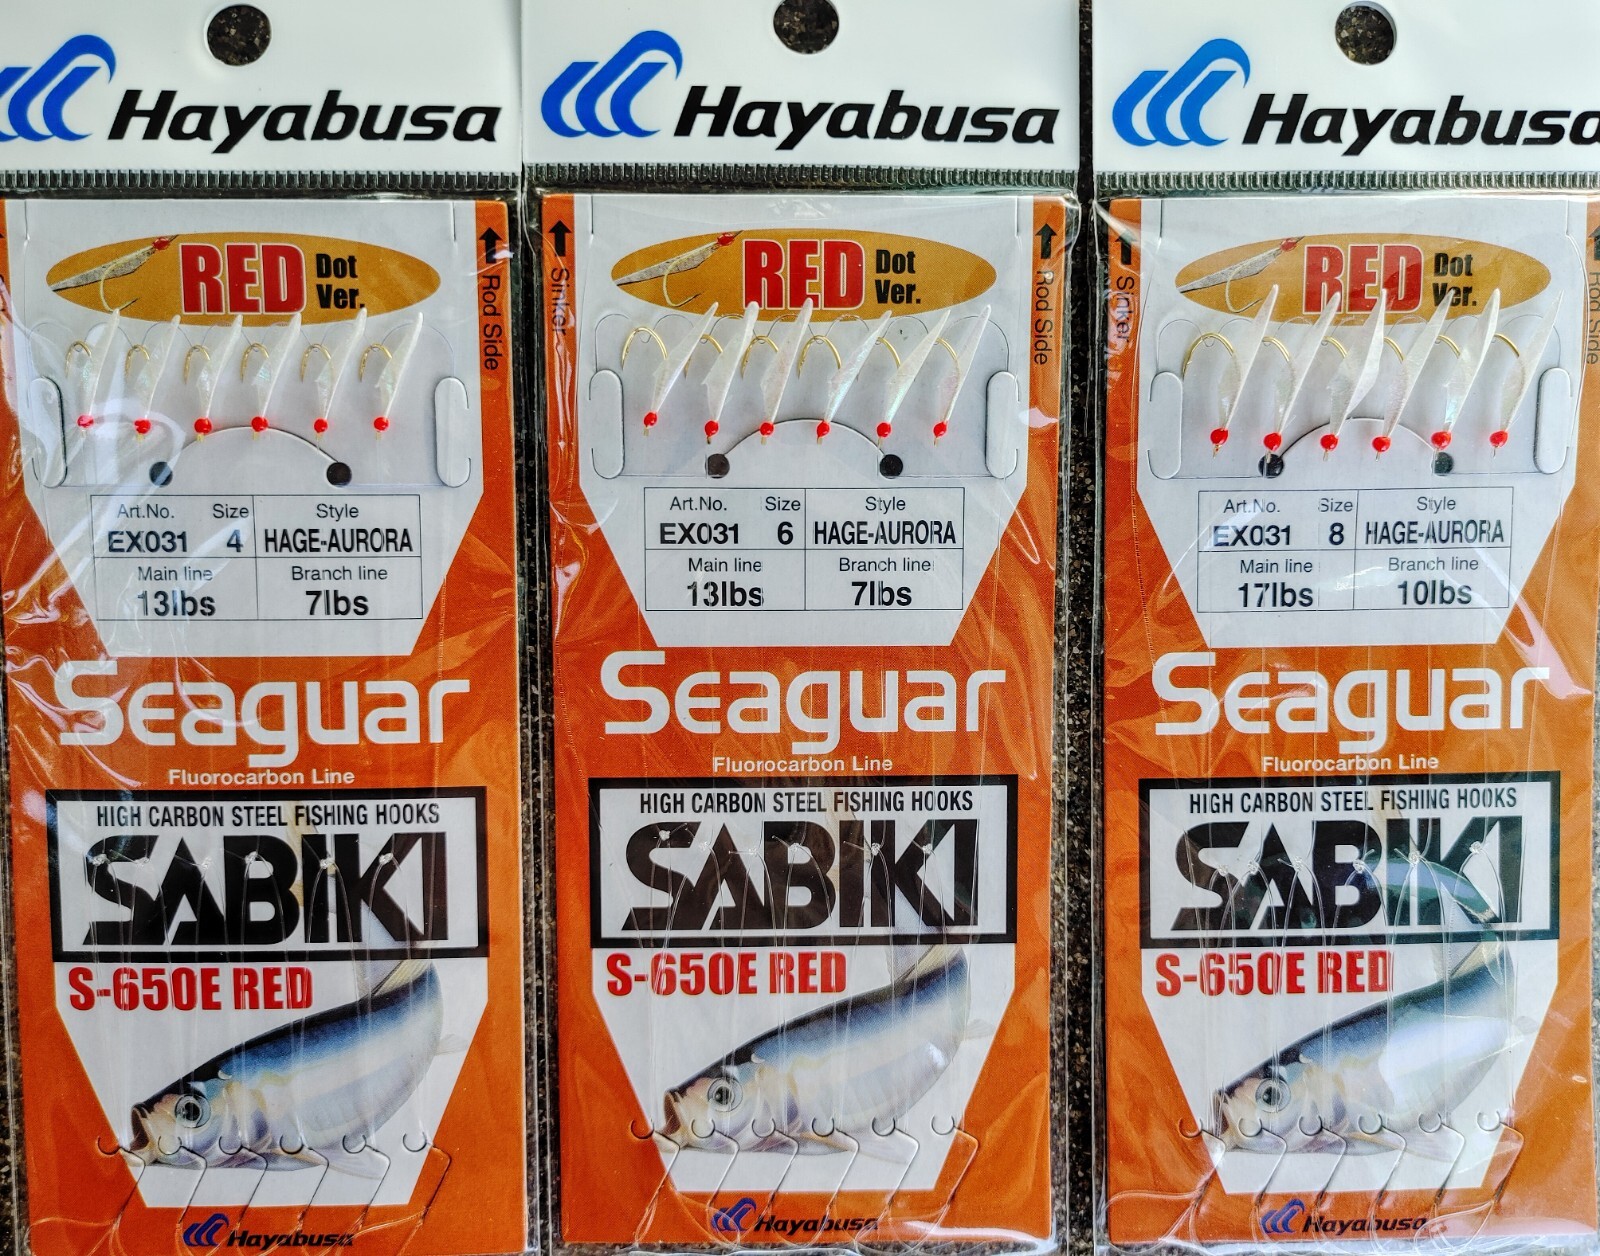 Hayabusa
RED Dot Ver.
Rod Side
Art.No. Size Style
EX031 4 HAGE-AURORA
Main line Branch line
13lbs 7lbs
Seaguar
Fluorocarbon Line
HIGH CARBON STEEL FISHING HOOKS
SABIKI
S-650E RED
Hayabusa
Hayabusa
Sinker
RED Dot Ver.
Rod Side
Art.No. Size Style
EX031 6 HAGE-AURORA
Main line Branch line
13lbs 7lbs
Seaguar
Fluorocarbon Line
HIGH CARBON STEEL FISHING HOOKS
SABIKI
S-650E RED
Hayabusa
Hayabusa
Sinker
RED Dot Ver.
Rod Side
Art.No. Size Style
EX031 8 HAGE-AURORA
Main line Branch line
17lbs 10lbs
Seaguar
Fluorocarbon Line
HIGH CARBON STEEL FISHING HOOKS
SABIKI
S-650E RED
Hayabusa